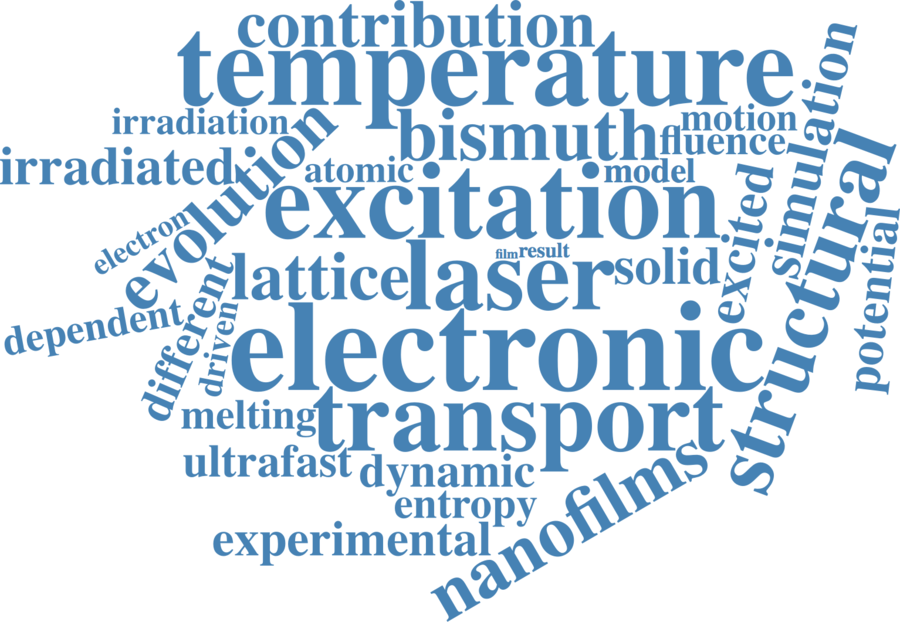 contribution
temperature
irradiation
evolution
bismuth
motion
fluence
simulation
irradiated
atomic
model
excitation
excited
structural
electron
film
result
lattice
laser
solid
potential
dependent
different
driven
electronic
melting
transport
ultrafast
dynamic
entropy
nanofilms
experimental